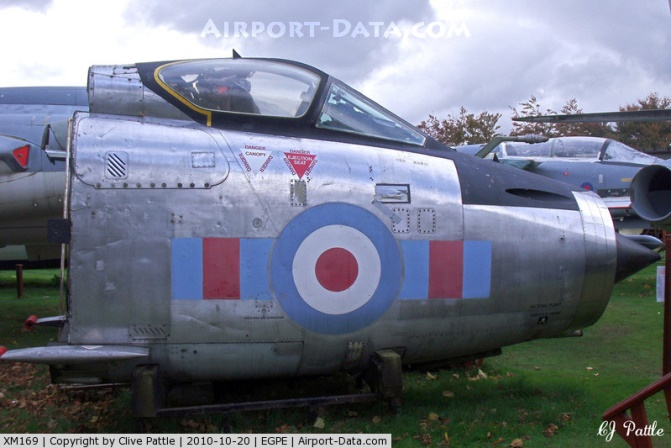 Airport-Data.com
DANGER
CANOPY
DANGER
EJECTION
SEAT
CJ Pattle
XM169 | Copyright by Clive Pattle | 2010-10-20 | EGPE | Airport-Data.com